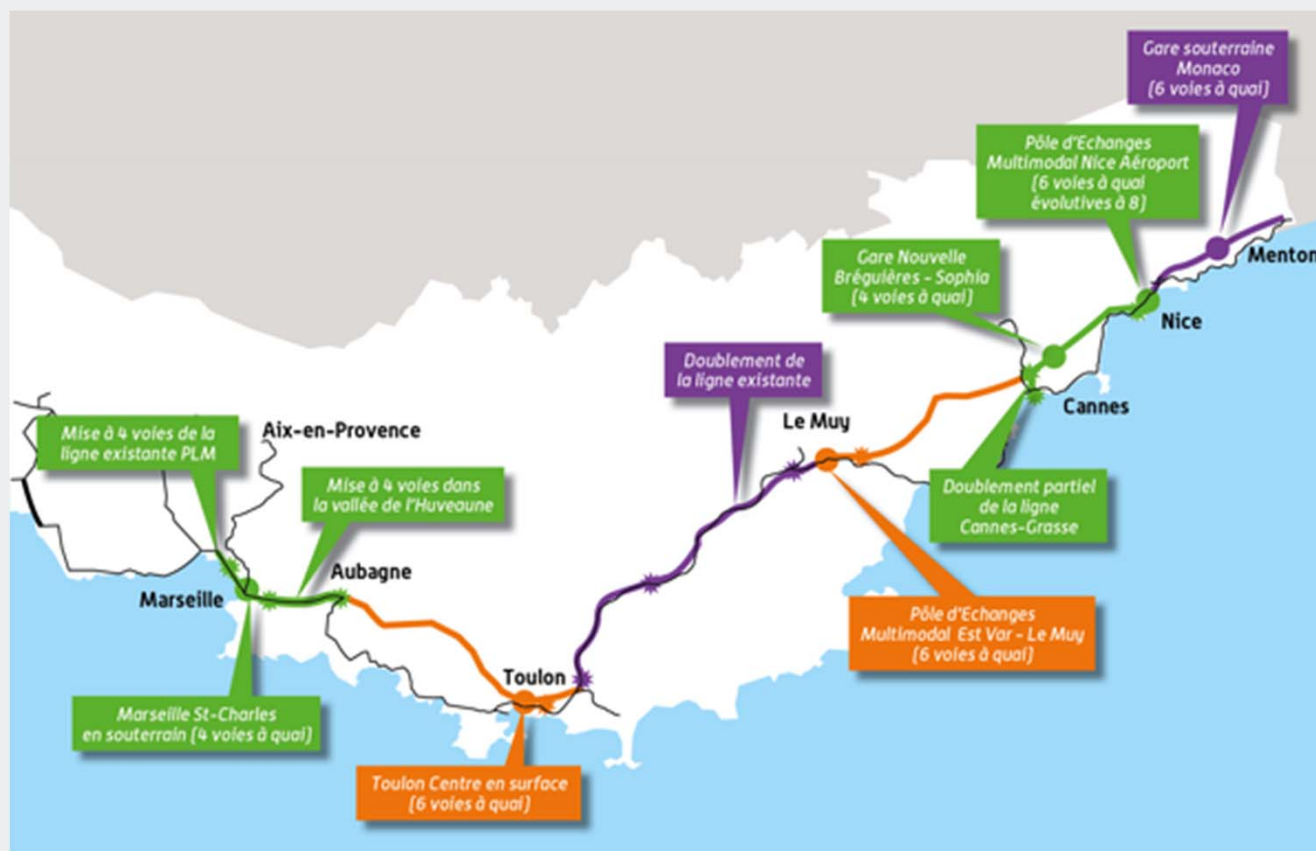 Gare souterraine
Monaco
(6 voies à quai)
Pôle d'Echanges
Multimodal Nice Aéroport
(6 voies à quai
évolutives à 8)
Gare Nouvelle
Bréguières - Sophia
(4 voies à quai)
Menton
Nice
Doublement de
la ligne existante
Cannes
Le Muy
Mise à 4 voies de la
ligne existante PLM
Aix-en-Provence
Mise à 4 voies dans
la vallée de l'Huveaune
Doublement partiel
de la ligne
Cannes-Grasse
Aubagne
Marseille
Pôle d'Echanges
Multimodal Est Var - Le Muy
(6 voies à quai)
Toulon
Marseille St-Charles
en souterrain (4 voies à quai)
Toulon Centre en surface
(6 voies à quai)